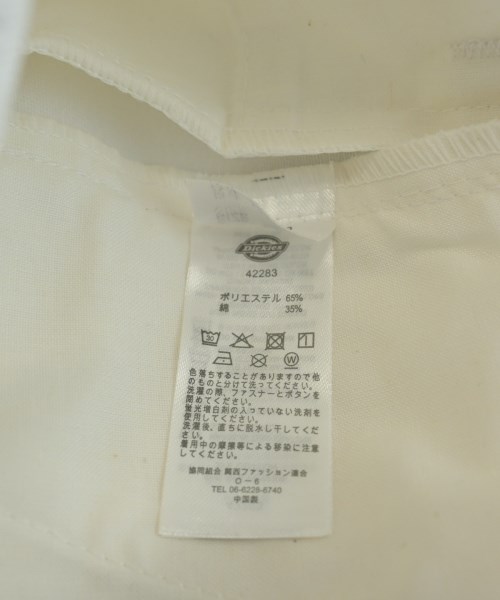 Dickies
42283
ポリエステル 65%
綿 35%
30
W
色落ちすることがありますので他
のものと分けて洗ってください。
洗濯の際、ファスナーとボタンを
閉めてください。
蛍光増白剤の入っていない洗剤を
使用してください。
洗濯後、直ちに脱水し干してください。
着用中の摩擦等による移染に注意
してください。
協同組合 関西ファッション連合
O－6
TEL 06-6228-6740
中国製